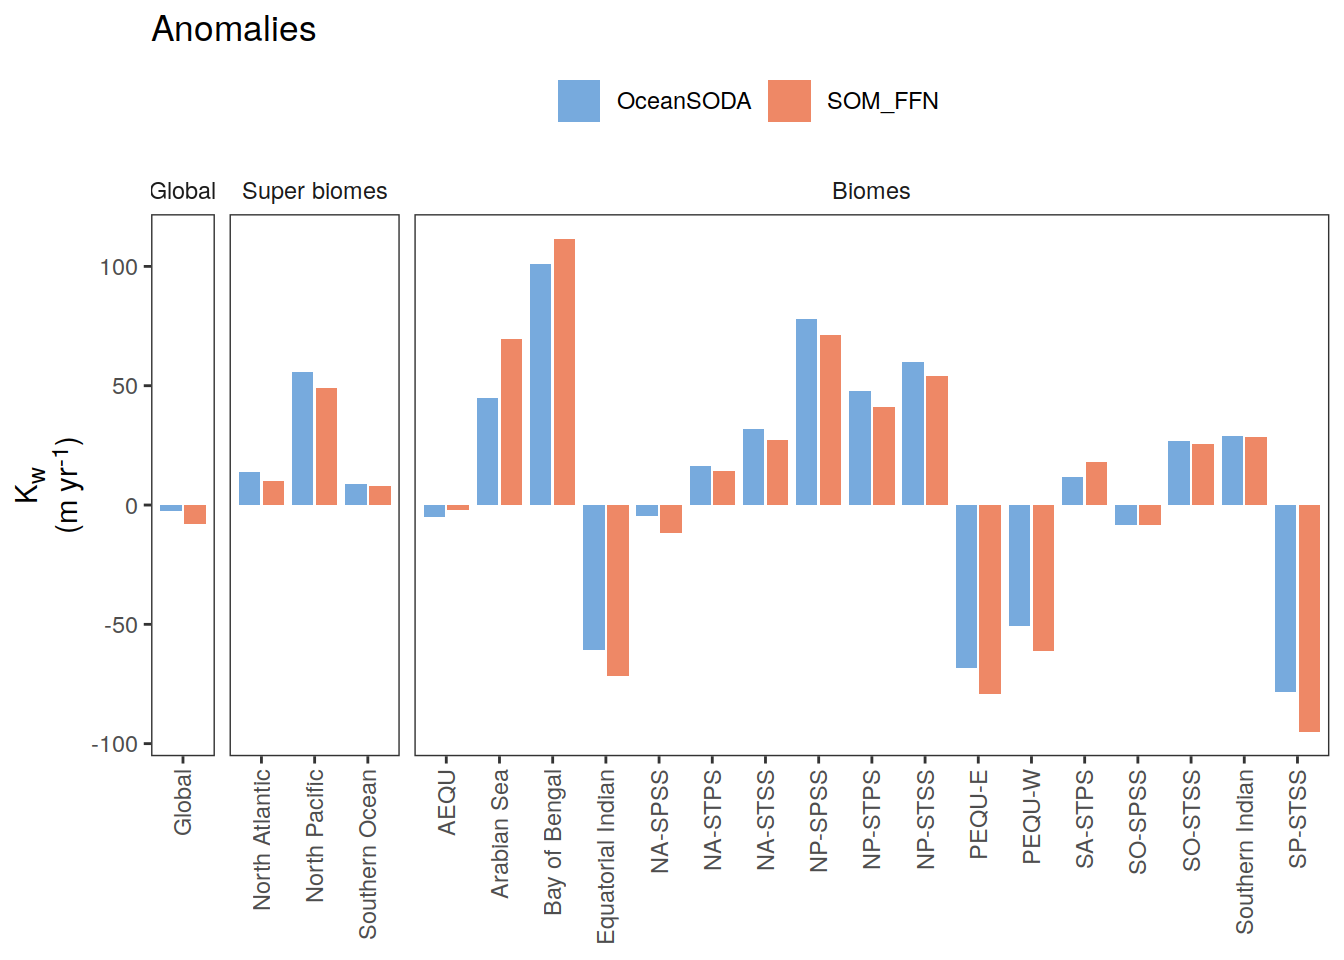 Anomalies
OceanSODA
SOM_FFN
Global
Super biomes
Biomes
Kw
(m yr-1)
100
50
0
-50
-100
Global
North Atlantic
North Pacific
Southern Ocean
AEQU
Arabian Sea
Bay of Bengal
Equatorial Indian
NA-SPSS
NA-STPS
NA-STSS
NP-SPSS
NP-STPS
NP-STSS
PEQU-E
PEQU-W
SA-STPS
SO-SPSS
SO-STSS
Southern Indian
SP-STSS